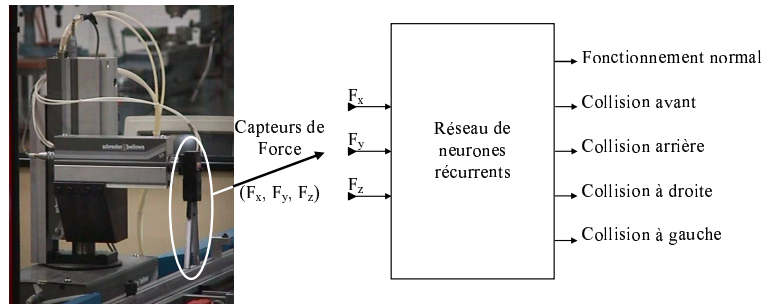 Capteurs de
Force
(Fx, Fy, Fz)
Fx
Fy
Fz
Réseau de
neurones
récurrents
Fonctionnement normal
Collision avant
Collision arrière
Collision à droite
Collision à gauche